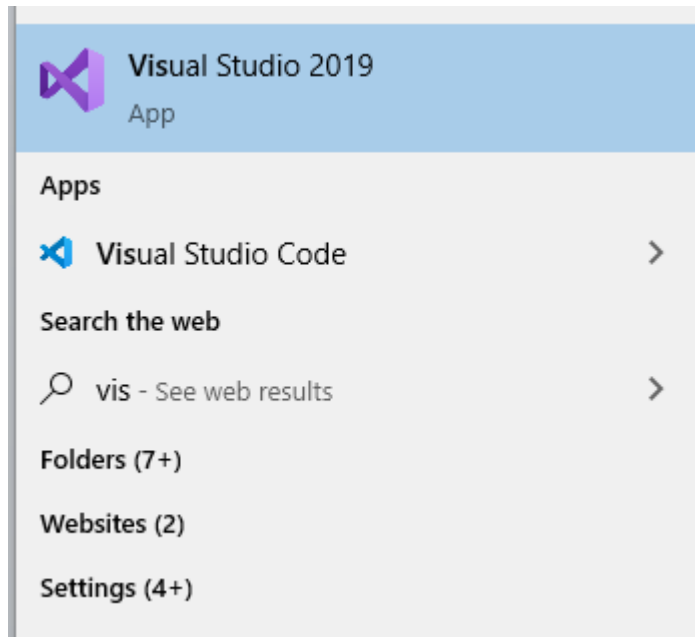 Visual Studio 2019
App
Apps
Visual Studio Code
Search the web
vis - See web results
Folders (7+)
Websites (2)
Settings (4+)